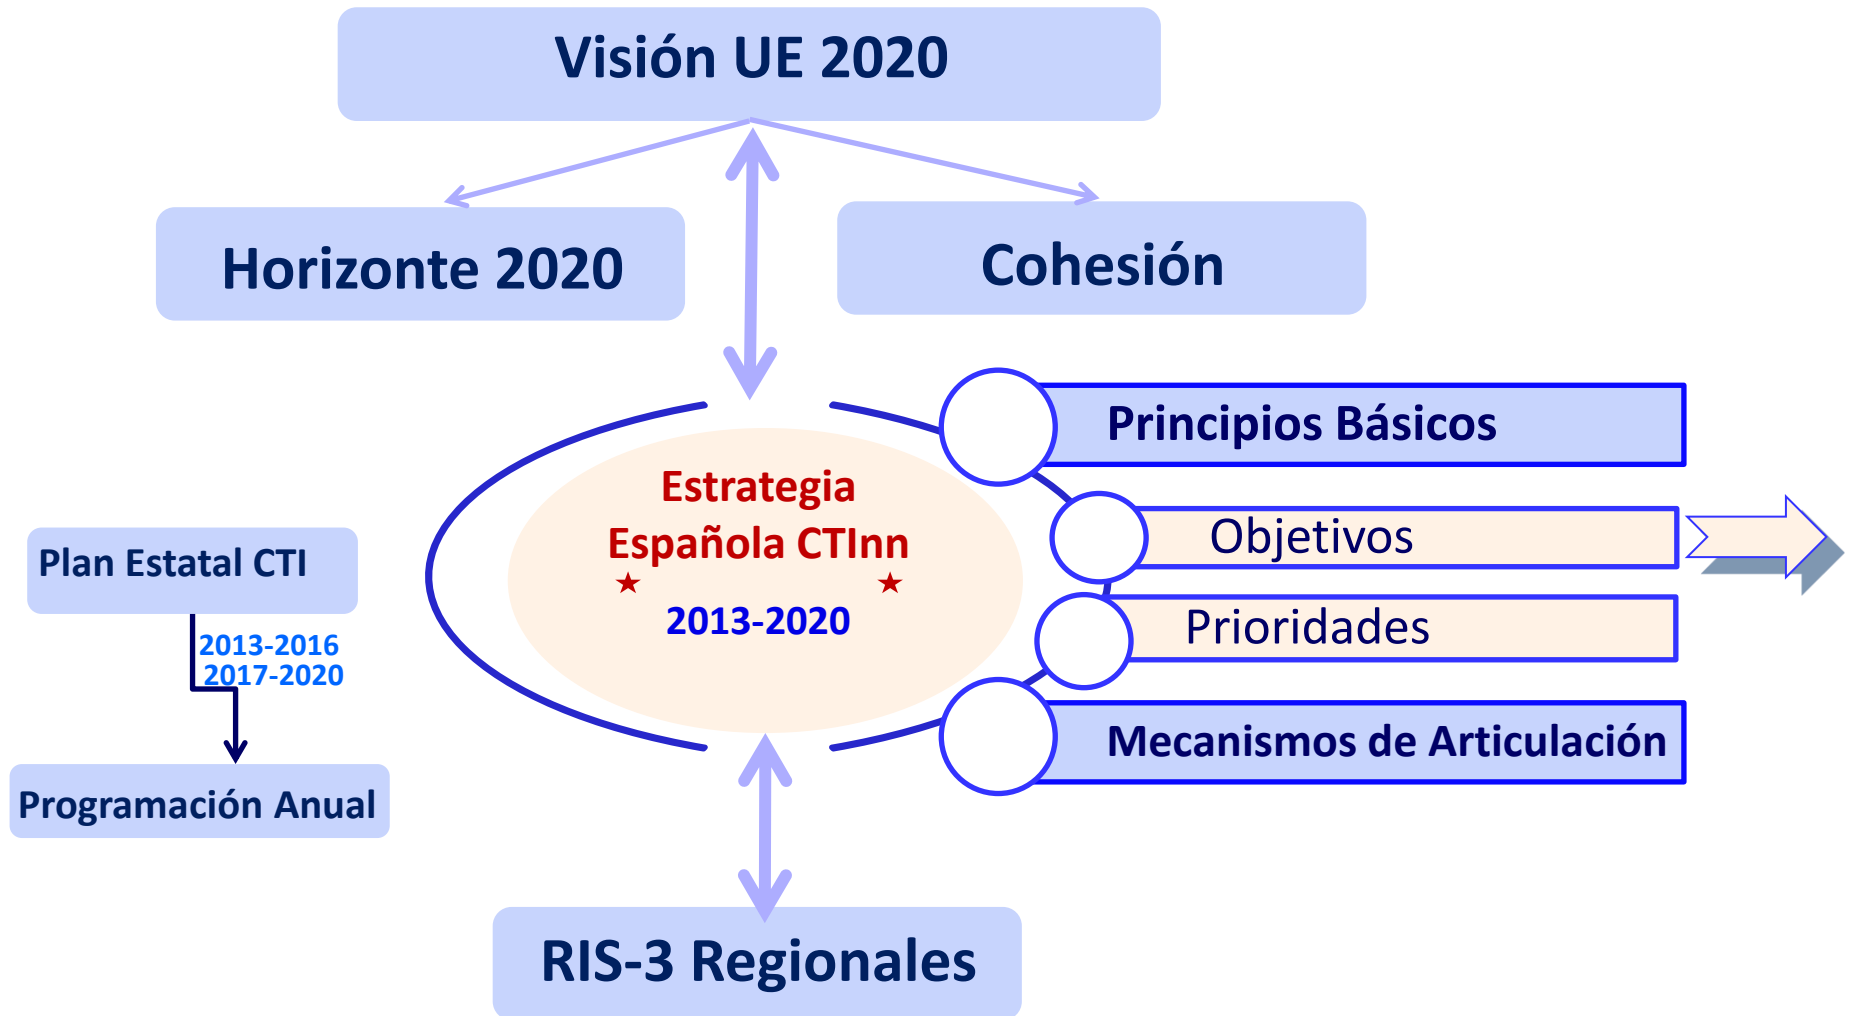 Visión UE 2020
Horizonte 2020
Cohesión
Principios Básicos
Estrategia
Española CTInn
2013-2020
Objetivos
Prioridades
Mecanismos de Articulación
Plan Estatal CTI
2013-2016
2017-2020
Programación Anual
RIS-3 Regionales